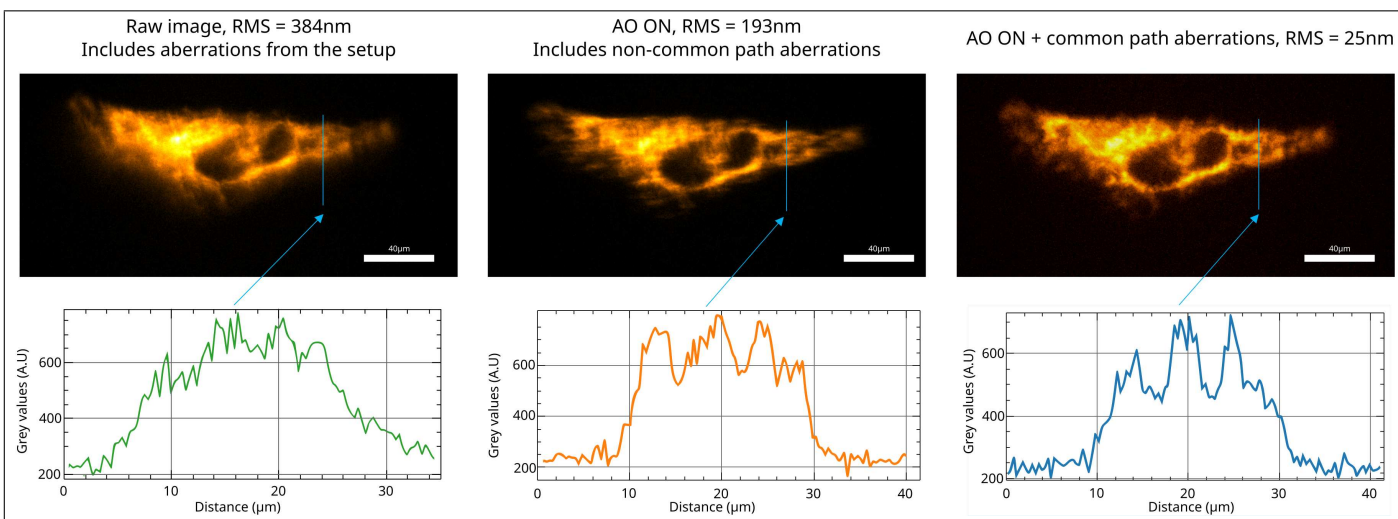 Raw image, RMS = 384nm
Includes aberrations from the setup
AO ON, RMS = 193nm
Includes non-common path aberrations
AO ON + common path aberrations, RMS = 25nm
40µm
40µm
40µm
Grey values (A.U)
600
400
200
0
10
20
30
Distance (µm)
Grey values (A.U)
600
400
200
0
10
20
30
40
Distance (µm)
Grey values (A.U)
600
400
200
0
10
20
30
40
Distance (µm)